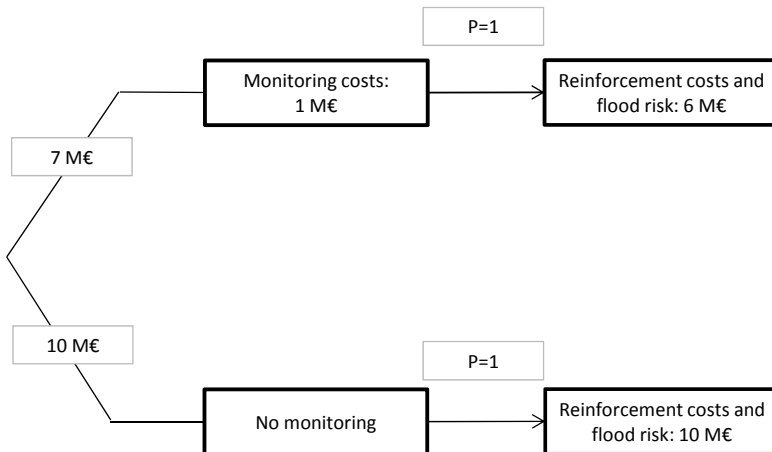 P=1
Monitoring costs:
1 M€
Reinforcement costs and
flood risk: 6 M€
7 M€
10 M€
P=1
No monitoring
Reinforcement costs and
flood risk: 10 M€